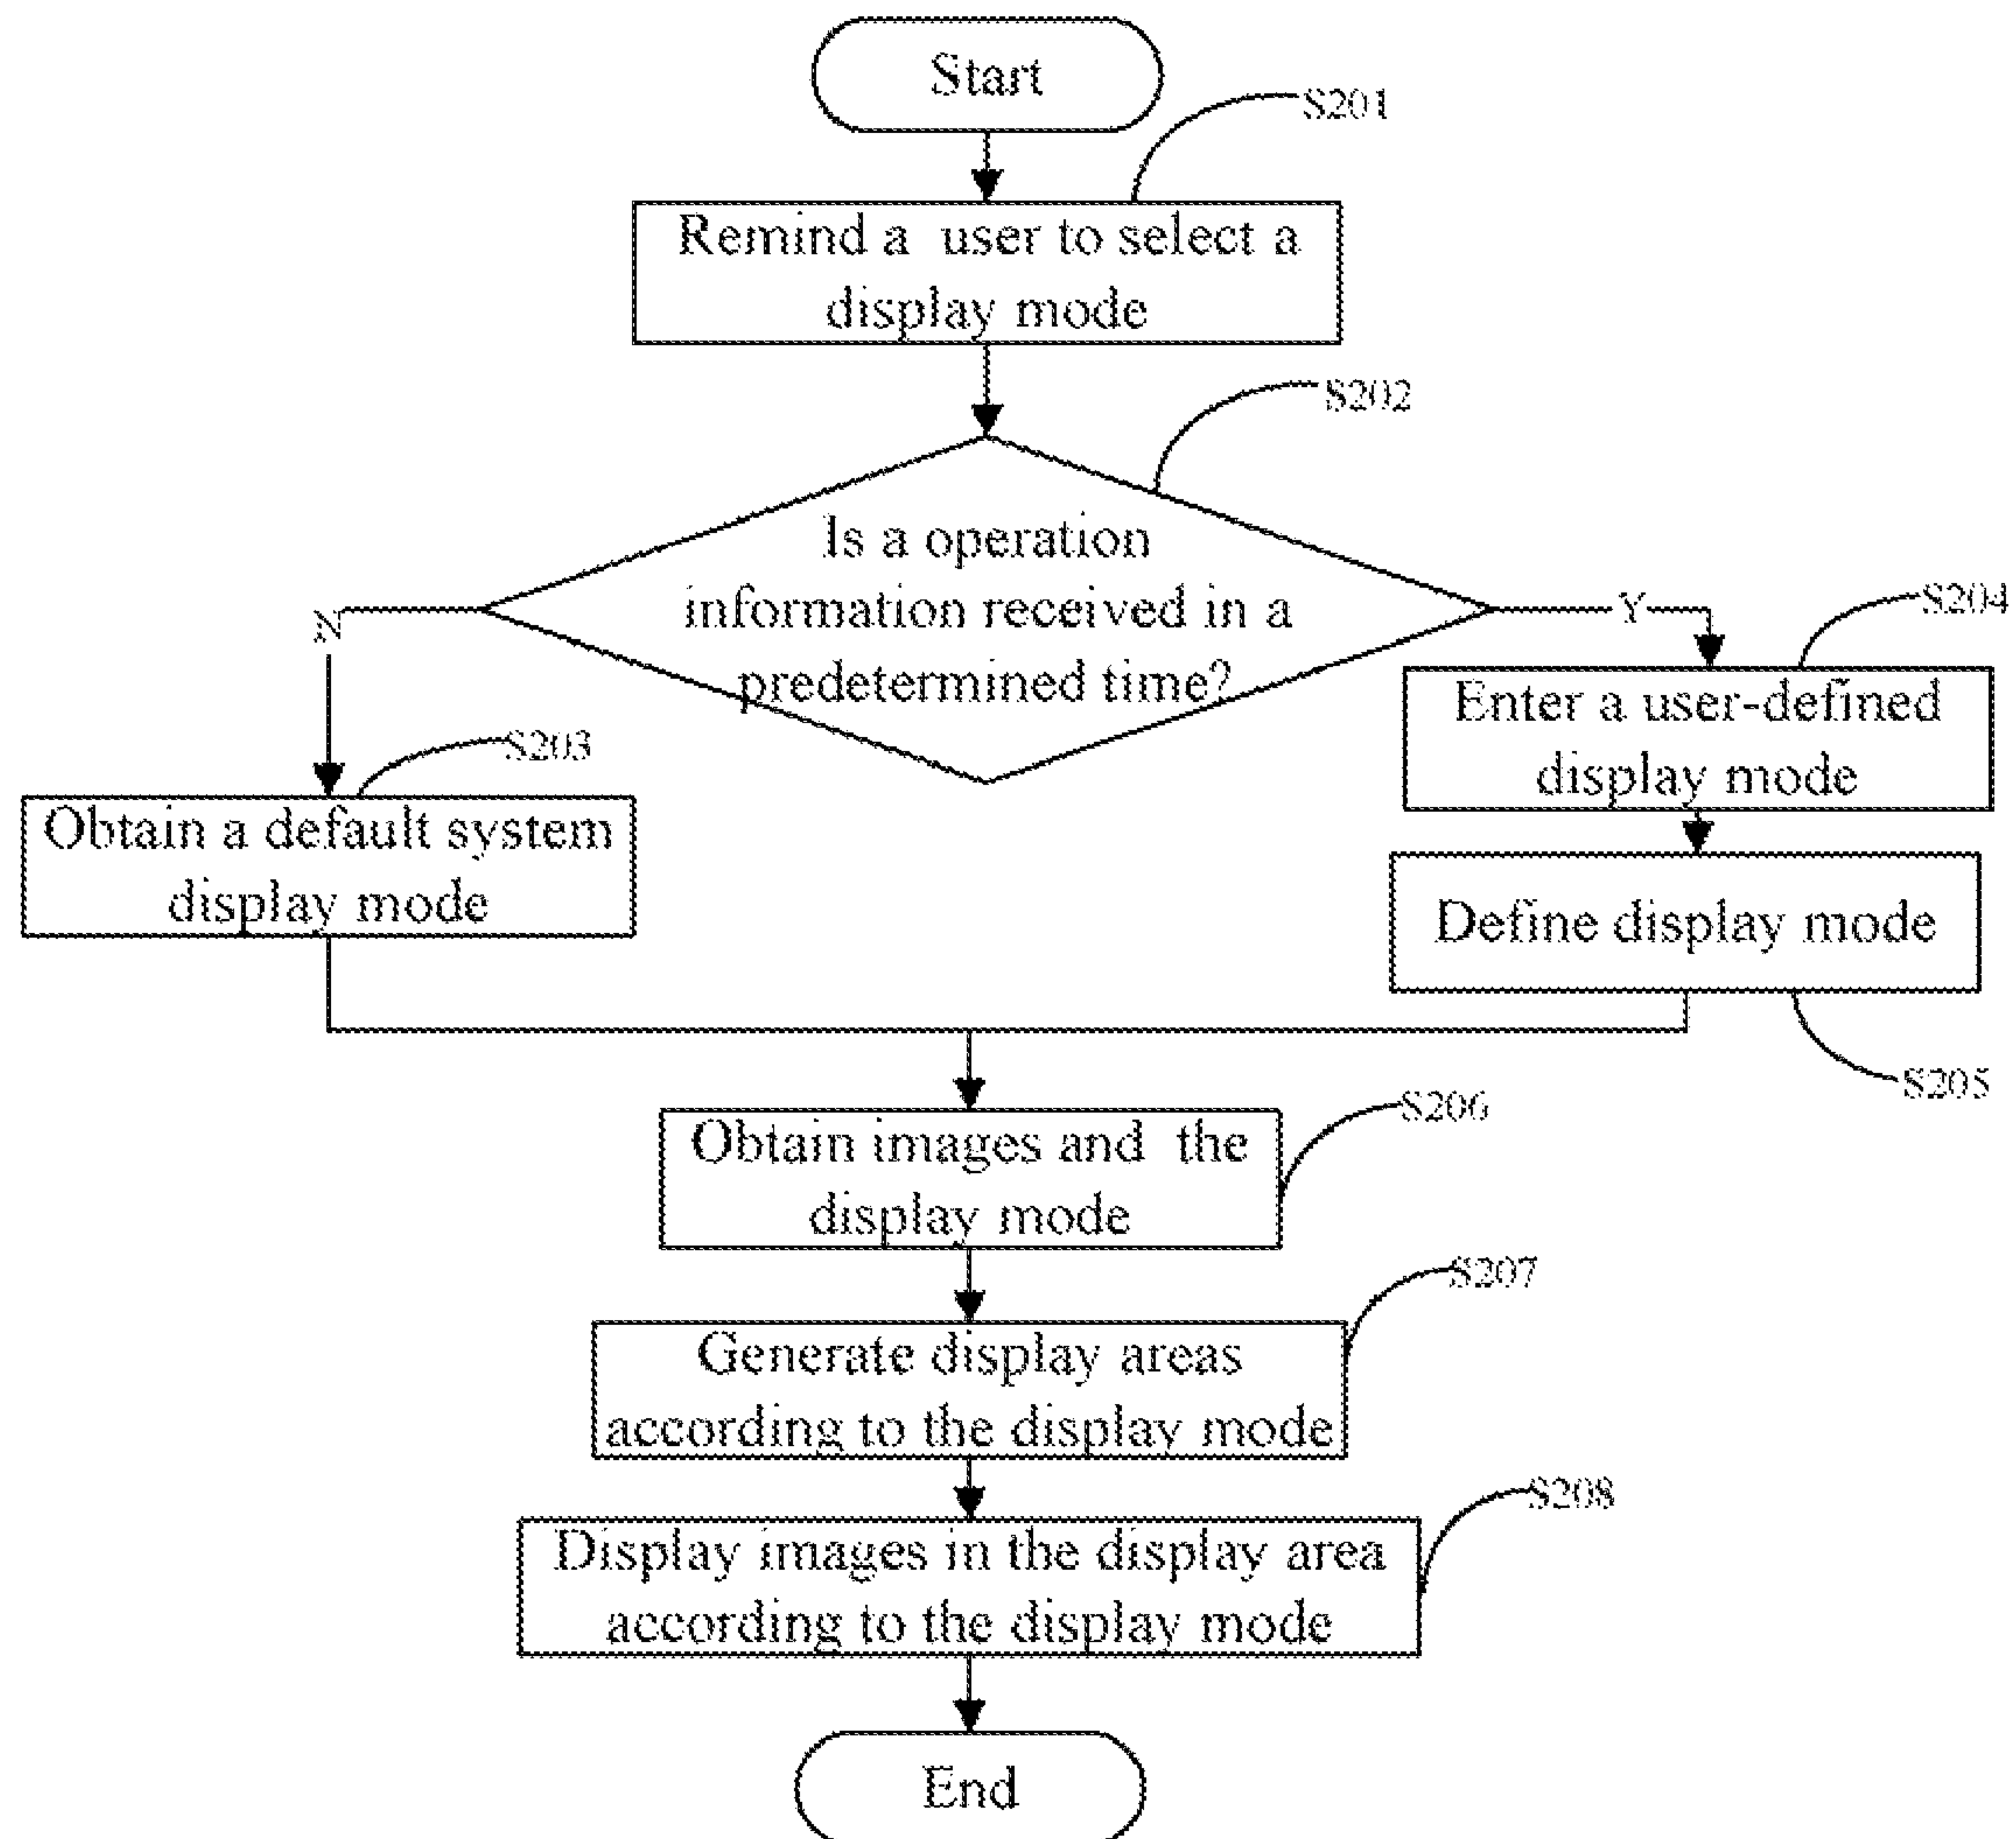 Start
S201
Remind a user to select a
display mode
S202
Is a operation
information received in a
predetermined time?
N
Y
S204
Enter a user-defined
display mode
S203
Obtain a default system
display mode
Define display mode
S205
S206
Obtain images and the
display mode
S207
Generate display areas
according to the display mode
S208
Display images in the display area
according to the display mode
End